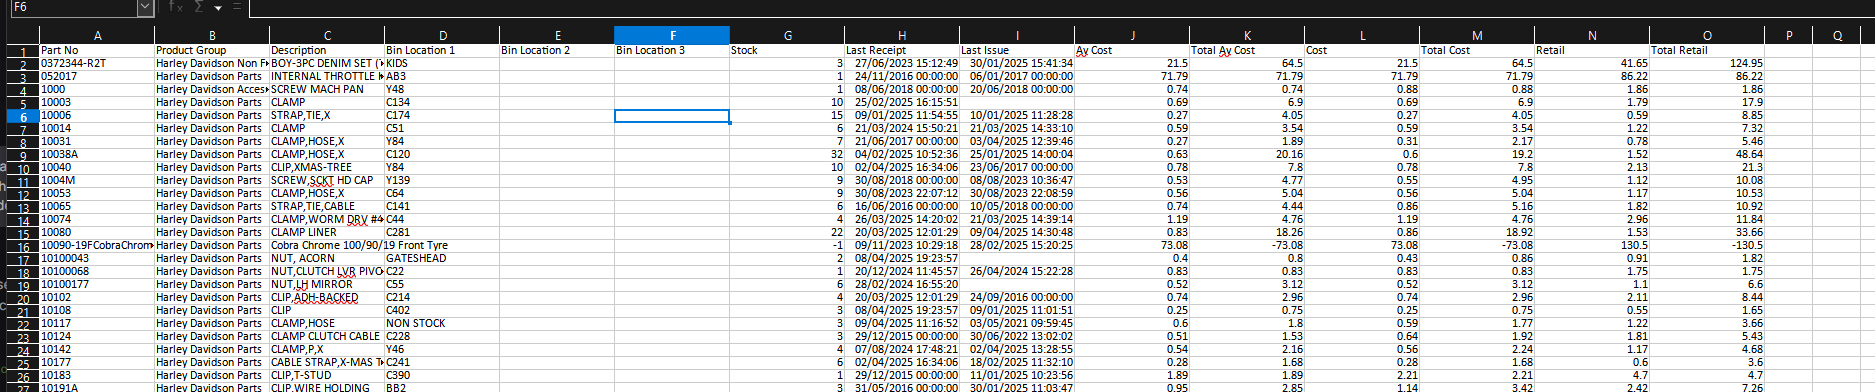 F6 fx Σ =
A B C D E F G H I J K L M N O P Q
1 Part No Product Group Description Bin Location 1 Bin Location 2 Bin Location 3 Stock Last Receipt Last Issue Av Cost Total Av Cost Cost Total Cost Retail Total Retail
2 0372344-R2T Harley Davidson Non F BOY-3PC DENIM SET ( KIDS 3 27/06/2023 15:12:49 30/01/2025 15:41:34 21.5 64.5 21.5 64.5 41.65 124.95
3 052017 Harley Davidson Parts INTERNAL THROTTLE AB3 1 24/11/2016 00:00:00 06/01/2017 00:00:00 71.79 71.79 71.79 71.79 86.22 86.22
4 1000 Harley Davidson Acces SCREW MACH PAN Y48 1 08/06/2018 00:00:00 20/06/2018 00:00:00 0.74 0.74 0.88 0.88 1.86 1.86
5 10003 Harley Davidson Parts CLAMP C134 10 25/02/2025 16:15:51 0.69 6.9 0.69 6.9 1.79 17.9
6 10006 Harley Davidson Parts STRAP,TIE,X C174 15 09/01/2025 11:54:55 10/01/2025 11:28:28 0.27 4.05 0.27 4.05 0.59 8.85
7 10014 Harley Davidson Parts CLAMP C51 6 21/03/2024 15:50:21 21/03/2025 14:33:10 0.59 3.54 0.59 3.54 1.22 7.32
8 10031 Harley Davidson Parts CLAMP,HOSE,X Y84 7 21/06/2017 00:00:00 03/04/2025 12:39:46 0.27 1.89 0.31 2.17 0.78 5.46
9 10038A Harley Davidson Parts CLAMP,HOSE,X C120 32 04/02/2025 10:52:36 25/01/2025 14:00:04 0.63 20.16 0.6 19.2 1.52 48.64
10 10040 Harley Davidson Parts CLIP,XMAS-TREE Y84 10 02/04/2025 16:34:06 23/06/2017 00:00:00 0.78 7.8 0.78 7.8 2.13 21.3
11 1004M Harley Davidson Parts SCREW,SCKT HD CAP Y139 9 30/08/2018 00:00:00 08/08/2023 10:36:47 0.53 4.77 0.55 4.95 1.12 10.08
12 10053 Harley Davidson Parts CLAMP,HOSE,X C64 9 30/08/2023 22:07:12 30/08/2023 22:08:59 0.56 5.04 0.56 5.04 1.17 10.53
13 10065 Harley Davidson Parts STRAP,TIE,CABLE C141 6 16/06/2016 00:00:00 10/05/2018 00:00:00 0.74 4.44 0.86 5.16 1.82 10.92
14 10074 Harley Davidson Parts CLAMP,WORM DRV #4 C44 4 26/03/2025 14:20:02 21/03/2025 14:39:14 1.19 4.76 1.19 4.76 2.96 11.84
15 10080 Harley Davidson Parts CLAMP LINER C281 22 20/03/2025 12:01:29 09/04/2025 14:30:48 0.83 18.26 0.86 18.92 1.53 33.66
16 10090-19FCobraChrom Harley Davidson Parts Cobra Chrome 100/90/19 Front Tyre -1 09/11/2023 10:29:18 28/02/2025 15:20:25 73.08 -73.08 73.08 -73.08 130.5 -130.5
17 10100043 Harley Davidson Parts NUT, ACORN GATESHEAD 2 08/04/2025 19:23:57 0.4 0.8 0.43 0.86 0.91 1.82
18 10100068 Harley Davidson Parts NUT,CLUTCH LVR PIVO C22 1 20/12/2024 11:45:57 26/04/2024 15:22:28 0.83 0.83 0.83 0.83 1.75 1.75
19 10100177 Harley Davidson Parts NUT,LH MIRROR C55 6 28/02/2024 16:55:20 0.52 3.12 0.52 3.12 1.1 6.6
20 10102 Harley Davidson Parts CLIP,ADH-BACKED C214 4 20/03/2025 12:01:29 24/09/2016 00:00:00 0.74 2.96 0.74 2.96 2.11 8.44
21 10108 Harley Davidson Parts CLIP C402 3 08/04/2025 19:23:57 09/01/2025 11:01:51 0.25 0.75 0.25 0.75 0.55 1.65
22 10117 Harley Davidson Parts CLAMP,HOSE NON STOCK 3 09/04/2025 11:16:52 03/05/2021 09:59:45 0.6 1.8 0.59 1.77 1.22 3.66
23 10124 Harley Davidson Parts CLAMP CLUTCH CABLE C228 3 29/12/2015 00:00:00 30/06/2022 13:02:02 0.51 1.53 0.64 1.92 1.81 5.43
24 10142 Harley Davidson Parts CLAMP,P,X Y46 4 07/08/2024 17:48:21 02/04/2025 13:28:55 0.54 2.16 0.56 2.24 1.17 4.68
25 10177 Harley Davidson Parts CABLE STRAP,X-MAS T C241 6 02/04/2025 16:34:06 18/02/2025 11:32:10 0.28 1.68 0.28 1.68 0.6 3.6
26 10183 Harley Davidson Parts CLIP,T-STUD C390 1 29/12/2015 00:00:00 11/01/2025 10:23:56 1.89 1.89 2.21 2.21 4.7 4.7
27 10191A Harley Davidson Parts CLIP,WIRE HOLDING BB2 3 31/05/2016 00:00:00 30/01/2025 11:03:47 0.95 2.85 1.14 3.42 2.42 7.26